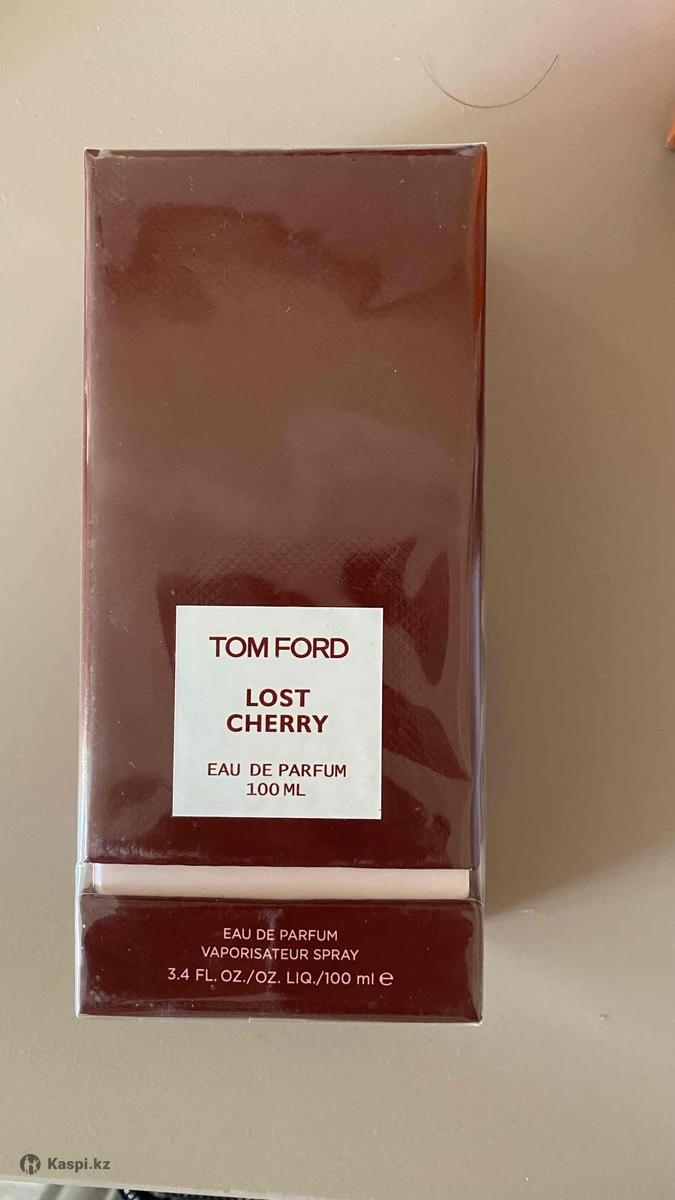 TOM FORD
LOST
CHERRY
EAU DE PARFUM
100 ML
EAU DE PARFUM
VAPORISATEUR SPRAY
3.4 FL. OZ./OZ. LIQ./100 ml ℮
Kaspi.kz